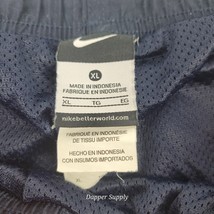 XL
MADE IN INDONESIA
FABRIQUÉ EN INDONÉSIE
XL TG EG
nikebetterworld.com
FABRIQUÉ EN INDONÉSIE
DE TISSU IMPORTÉ
HECHO EN INDONESIA
CON INSUMOS IMPORTADOS
Dapper Supply